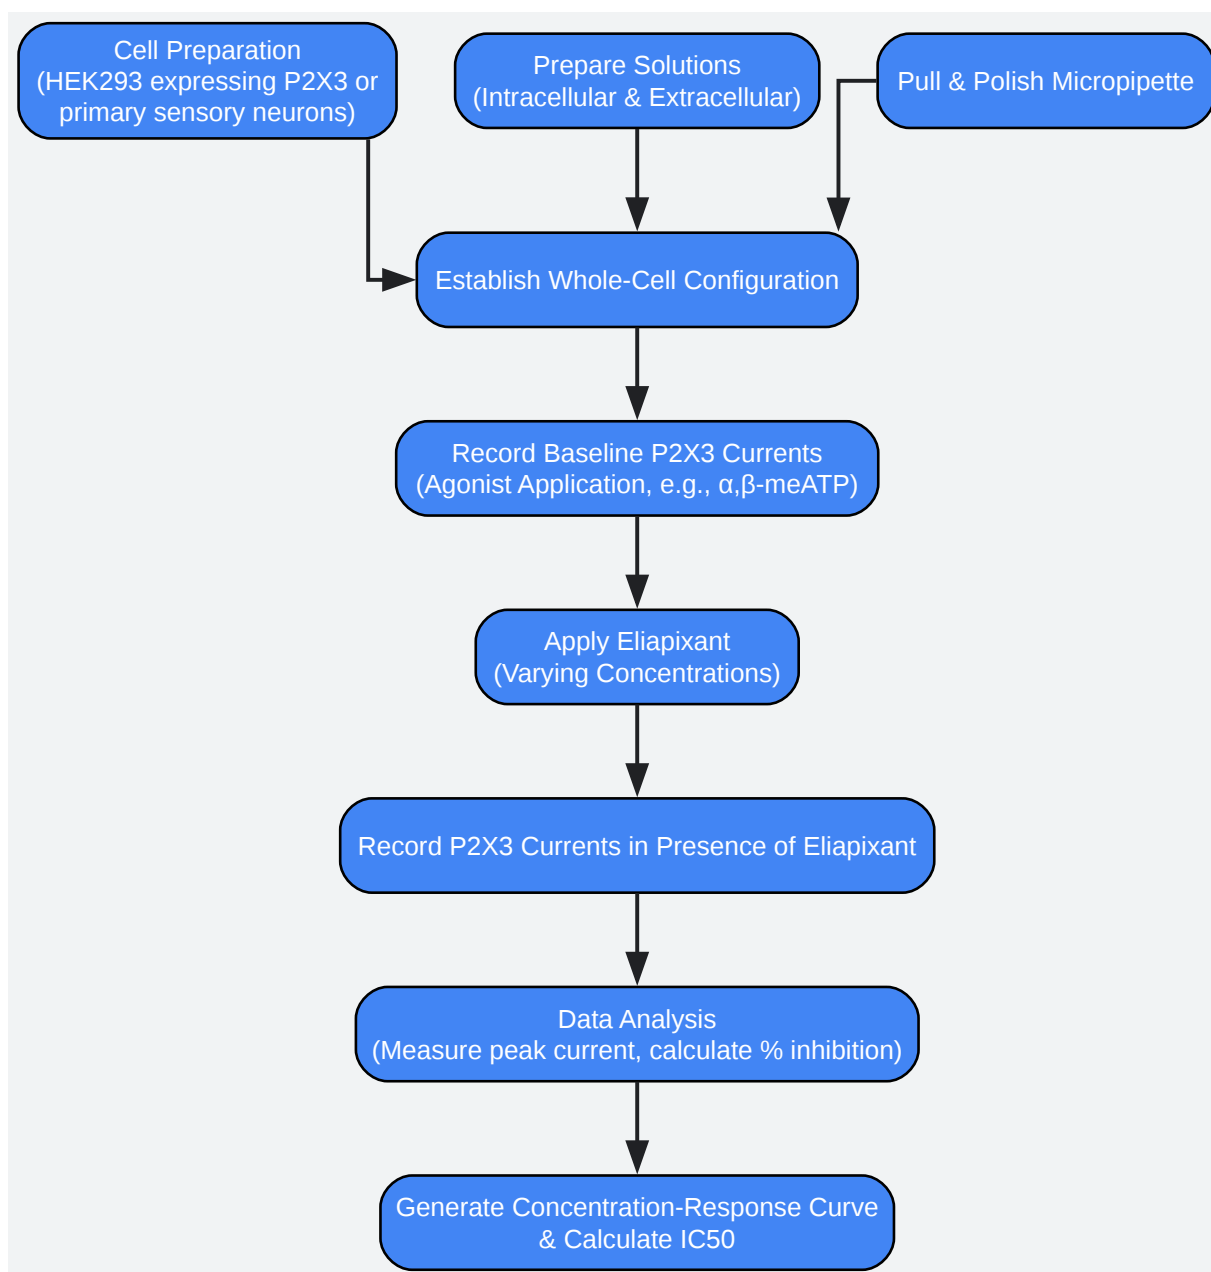 Cell Preparation
(HEK293 expressing P2X3 or
primary sensory neurons)
Prepare Solutions
(Intracellular & Extracellular)
Pull & Polish Micropipette
Establish Whole-Cell Configuration
Record Baseline P2X3 Currents
(Agonist Application, e.g., α,β-meATP)
Apply Eliapixant
(Varying Concentrations)
Record P2X3 Currents in Presence of Eliapixant
Data Analysis
(Measure peak current, calculate % inhibition)
Generate Concentration-Response Curve
& Calculate IC50